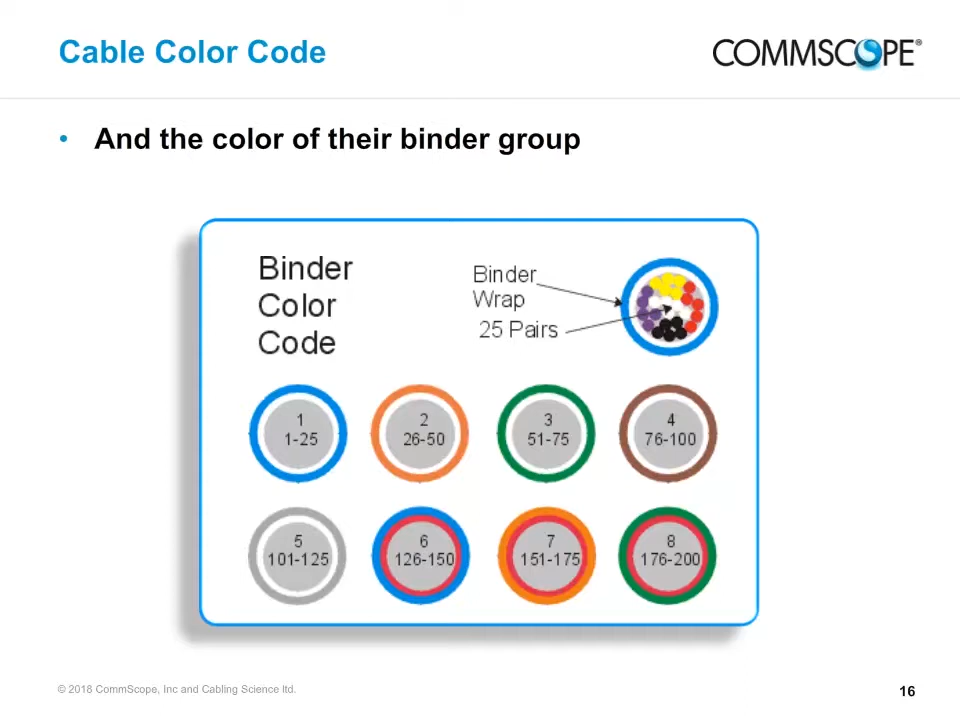 Cable Color Code
COMMSCOPE®
• And the color of their binder group
Binder
Color
Code
Binder
Wrap
25 Pairs
1
1-25
2
26-50
3
51-75
4
76-100
5
101-125
6
126-150
7
151-175
8
176-200
© 2018 CommScope, Inc and Cabling Science ltd.
16